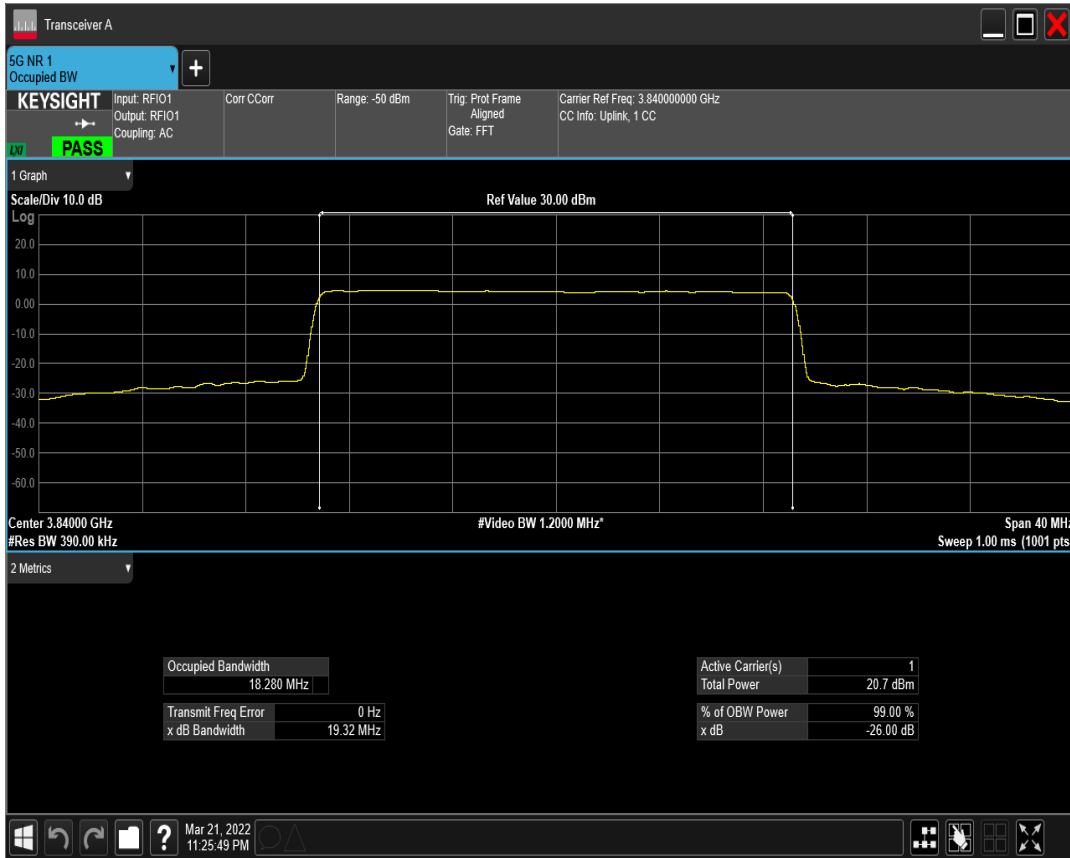 Transceiver A
5G NR 1
Occupied BW
+
KEYSIGHT
LXI
PASS
Input: RFIO1
Output: RFIO1
Coupling: AC
Corr CCorr
Range: -50 dBm
Trig: Prot Frame
Aligned
Gate: FFT
Carrier Ref Freq: 3.840000000 GHz
CC Info: Uplink, 1 CC
1 Graph
Scale/Div 10.0 dB
Ref Value 30.00 dBm
Log
20.0
10.0
0.00
-10.0
-20.0
-30.0
-40.0
-50.0
-60.0
Center 3.84000 GHz
#Video BW 1.2000 MHz*
Span 40 MHz
#Res BW 390.00 kHz
Sweep 1.00 ms (1001 pts
2 Metrics
Occupied Bandwidth
18.280 MHz
Transmit Freq Error 0 Hz
x dB Bandwidth 19.32 MHz
Active Carrier(s) 1
Total Power 20.7 dBm
% of OBW Power 99.00 %
x dB -26.00 dB
?
Mar 21, 2022
11:25:49 PM